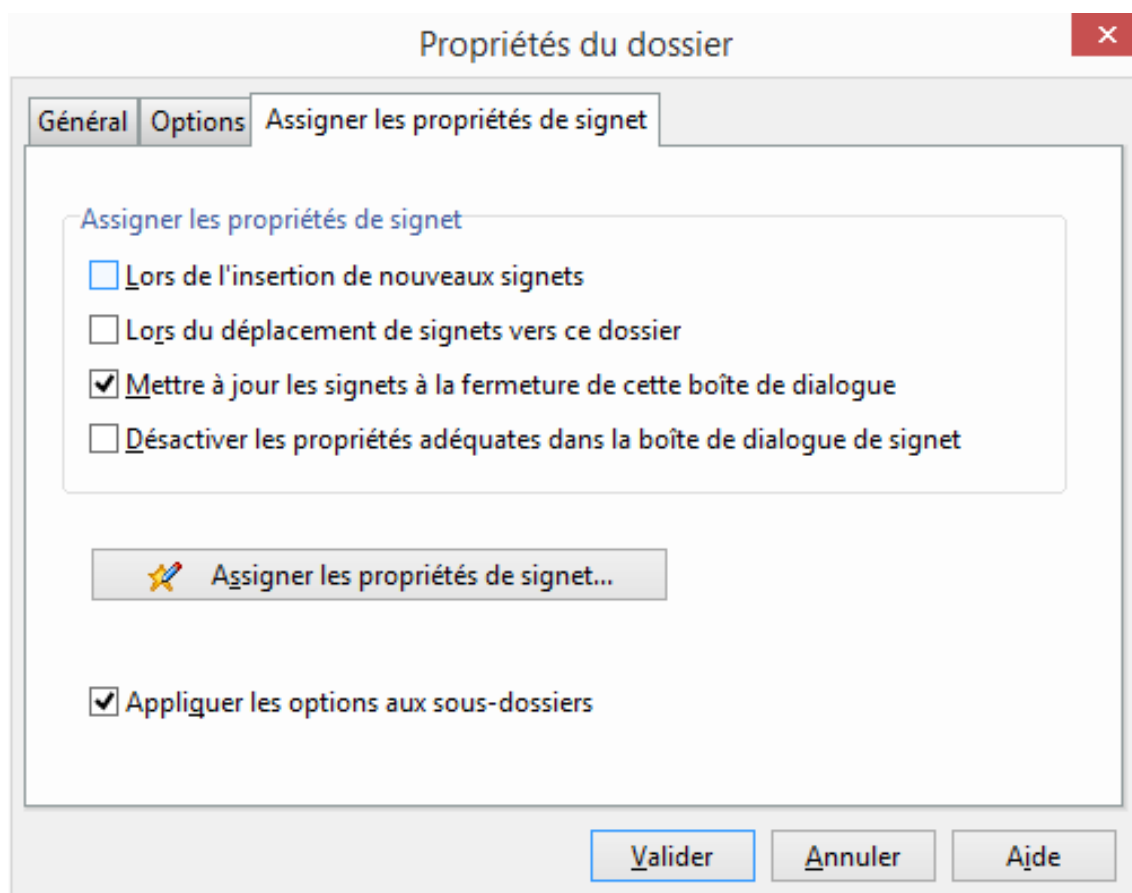 Propriétés du dossier
Général Options Assigner les propriétés de signet
Assigner les propriétés de signet
Lors de l'insertion de nouveaux signets
Lors du déplacement de signets vers ce dossier
Mettre à jour les signets à la fermeture de cette boîte de dialogue
Désactiver les propriétés adéquates dans la boîte de dialogue de signet
Assigner les propriétés de signet...
Appliquer les options aux sous-dossiers
Valider Annuler Aide